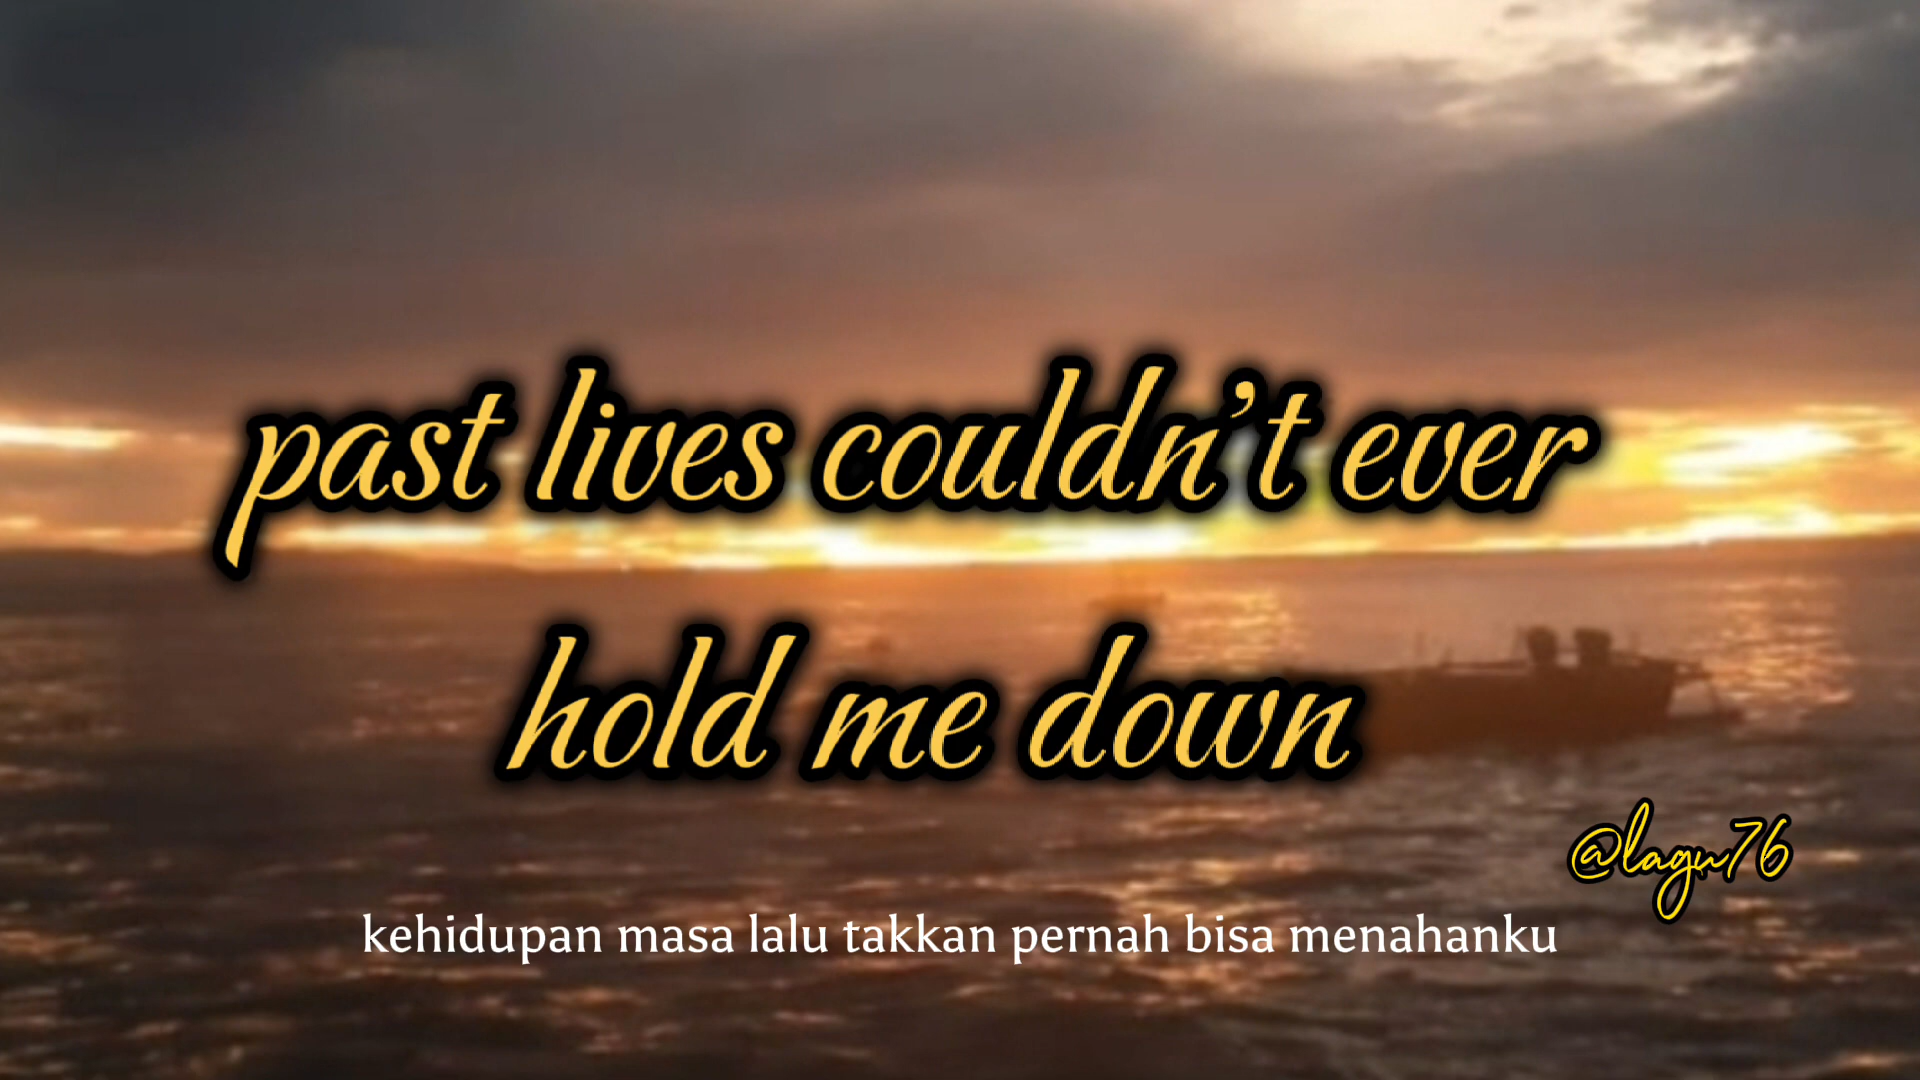 past lives couldn't ever
hold me down
@lagu76
kehidupan masa lalu takkan pernah bisa menahanku